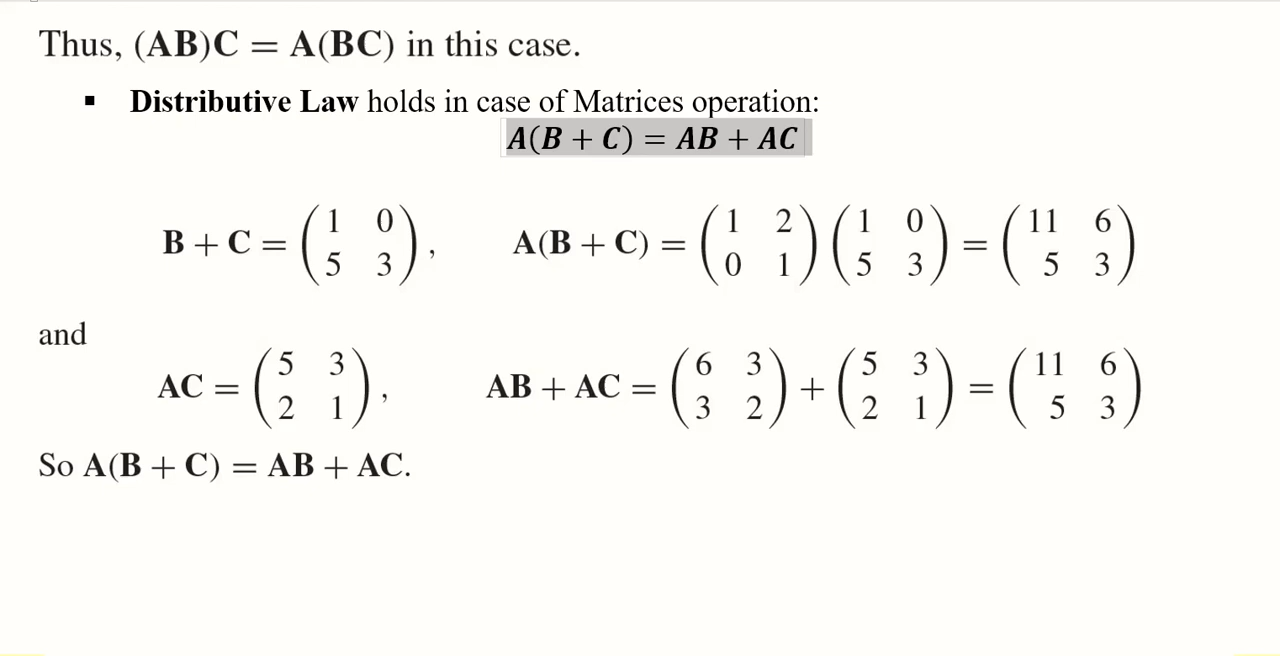 Thus, (AB)C = A(BC) in this case.
▪ Distributive Law holds in case of Matrices operation:
A(B + C) = AB + AC
B + C = ( 1 0 ; 5 3 ), A(B + C) = ( 1 2 ; 0 1 ) ( 1 0 ; 5 3 ) = ( 11 6 ; 5 3 )
and
AC = ( 5 3 ; 2 1 ), AB + AC = ( 6 3 ; 3 2 ) + ( 5 3 ; 2 1 ) = ( 11 6 ; 5 3 )
So A(B + C) = AB + AC.